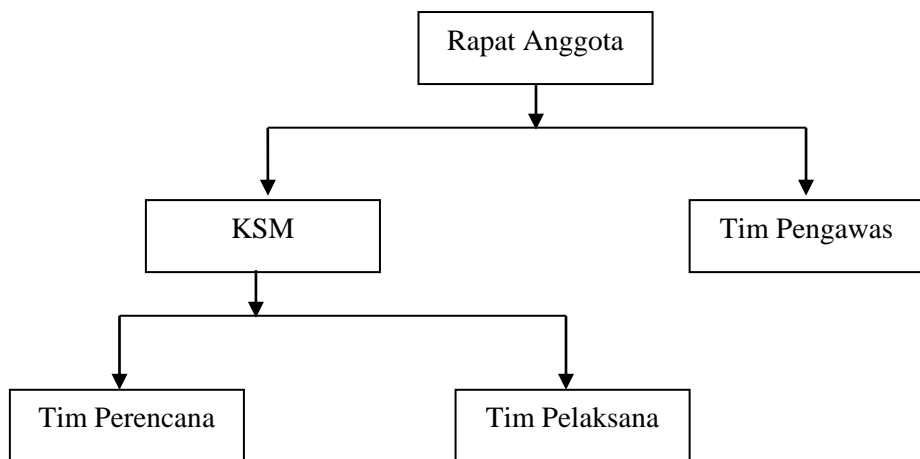 Rapat Anggota
KSM
Tim Pengawas
Tim Perencana
Tim Pelaksana